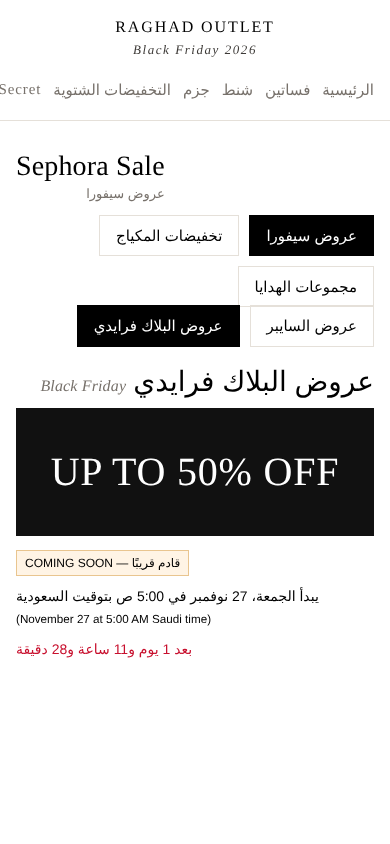 RAGHAD OUTLET
Black Friday 2026
الرئيسية فساتين شنط جزم التخفيضات الشتوية Secret
Sephora Sale
عروض سيفورا
عروض سيفورا تخفيضات المكياج
مجموعات الهدايا
عروض السايبر عروض البلاك فرايدي
عروض البلاك فرايدي Black Friday
UP TO 50% OFF
COMING SOON — قادم قريبًا
يبدأ الجمعة، 27 نوفمبر في 5:00 ص بتوقيت السعودية
(November 27 at 5:00 AM Saudi time)
بعد 1 يوم و11 ساعة و28 دقيقة